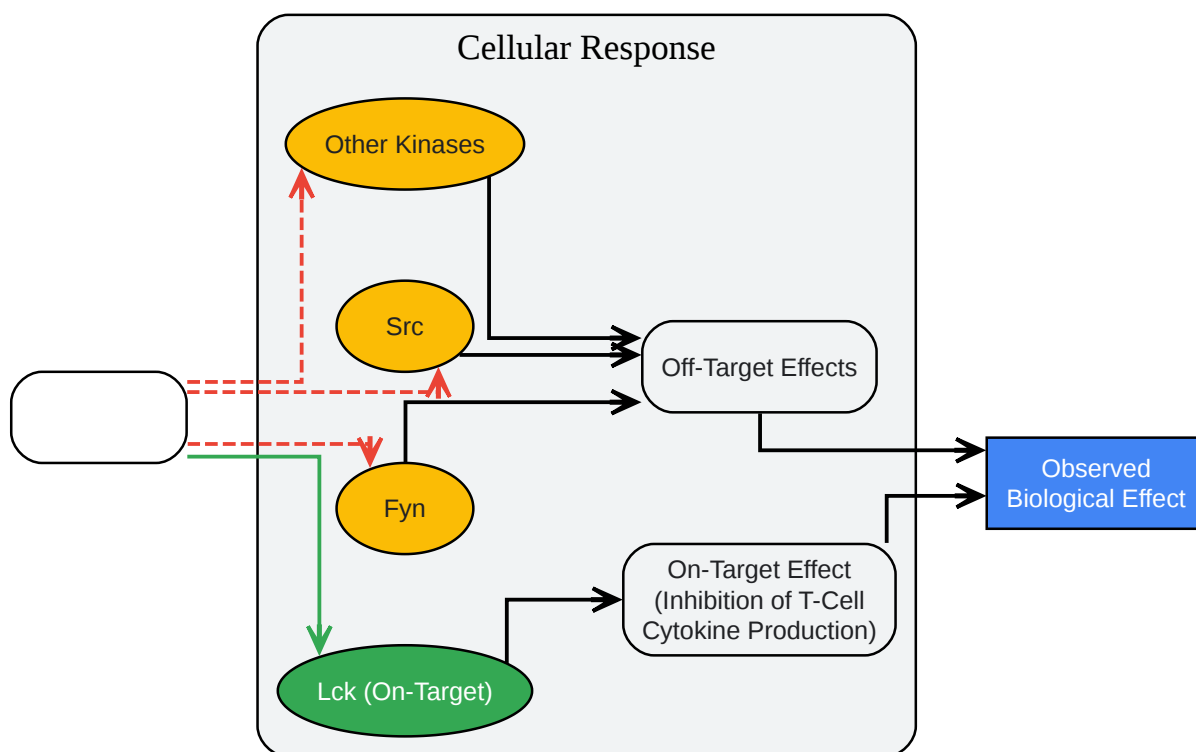 Cellular Response
Other Kinases
Src
Off-Target Effects
Observed
Biological Effect
Fyn
On-Target Effect
(Inhibition of T-Cell
Cytokine Production)
Lck (On-Target)